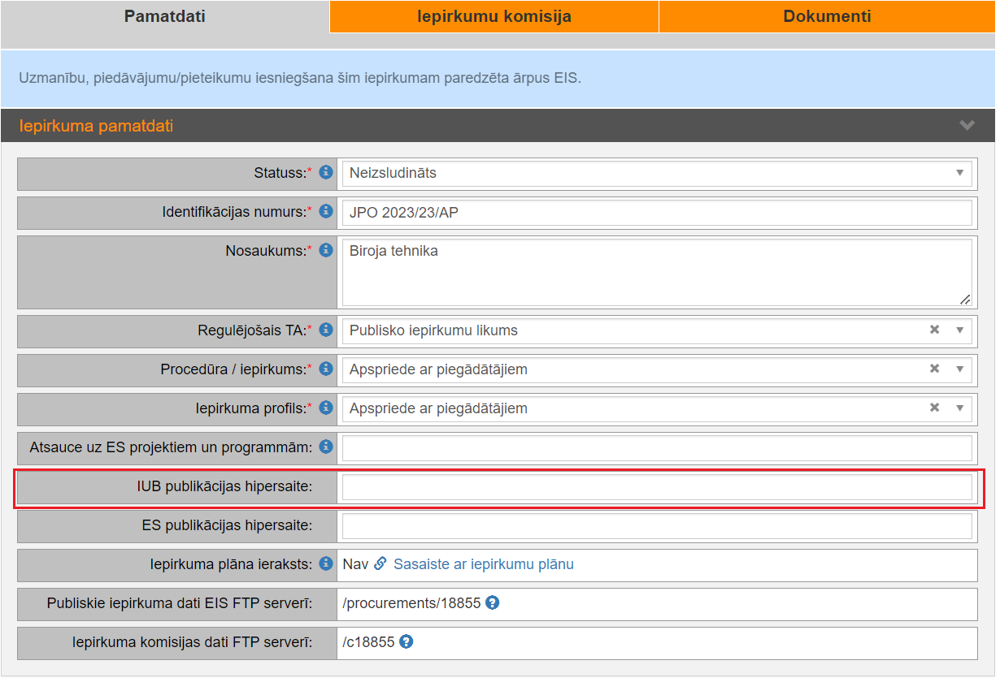 Pamatdati Iepirkumu komisija Dokumenti
Uzmanību, piedāvājumu/pieteikumu iesniegšana šim iepirkumam paredzēta ārpus EIS.
Iepirkuma pamatdati
Statuss:* Neizsludināts
Identifikācijas numurs:* JPO 2023/23/AP
Nosaukums:* Biroja tehnika
Regulējošais TA:* Publisko iepirkumu likums
Procedūra / iepirkums:* Apspriede ar piegādātājiem
Iepirkuma profils:* Apspriede ar piegādātājiem
Atsauce uz ES projektiem un programmām:
IUB publikācijas hipersaite:
ES publikācijas hipersaite:
Iepirkuma plāna ieraksts: Nav Sasaiste ar iepirkumu plānu
Publiskie iepirkuma dati EIS FTP serverī: /procurements/18855
Iepirkuma komisijas dati FTP serverī: /c18855